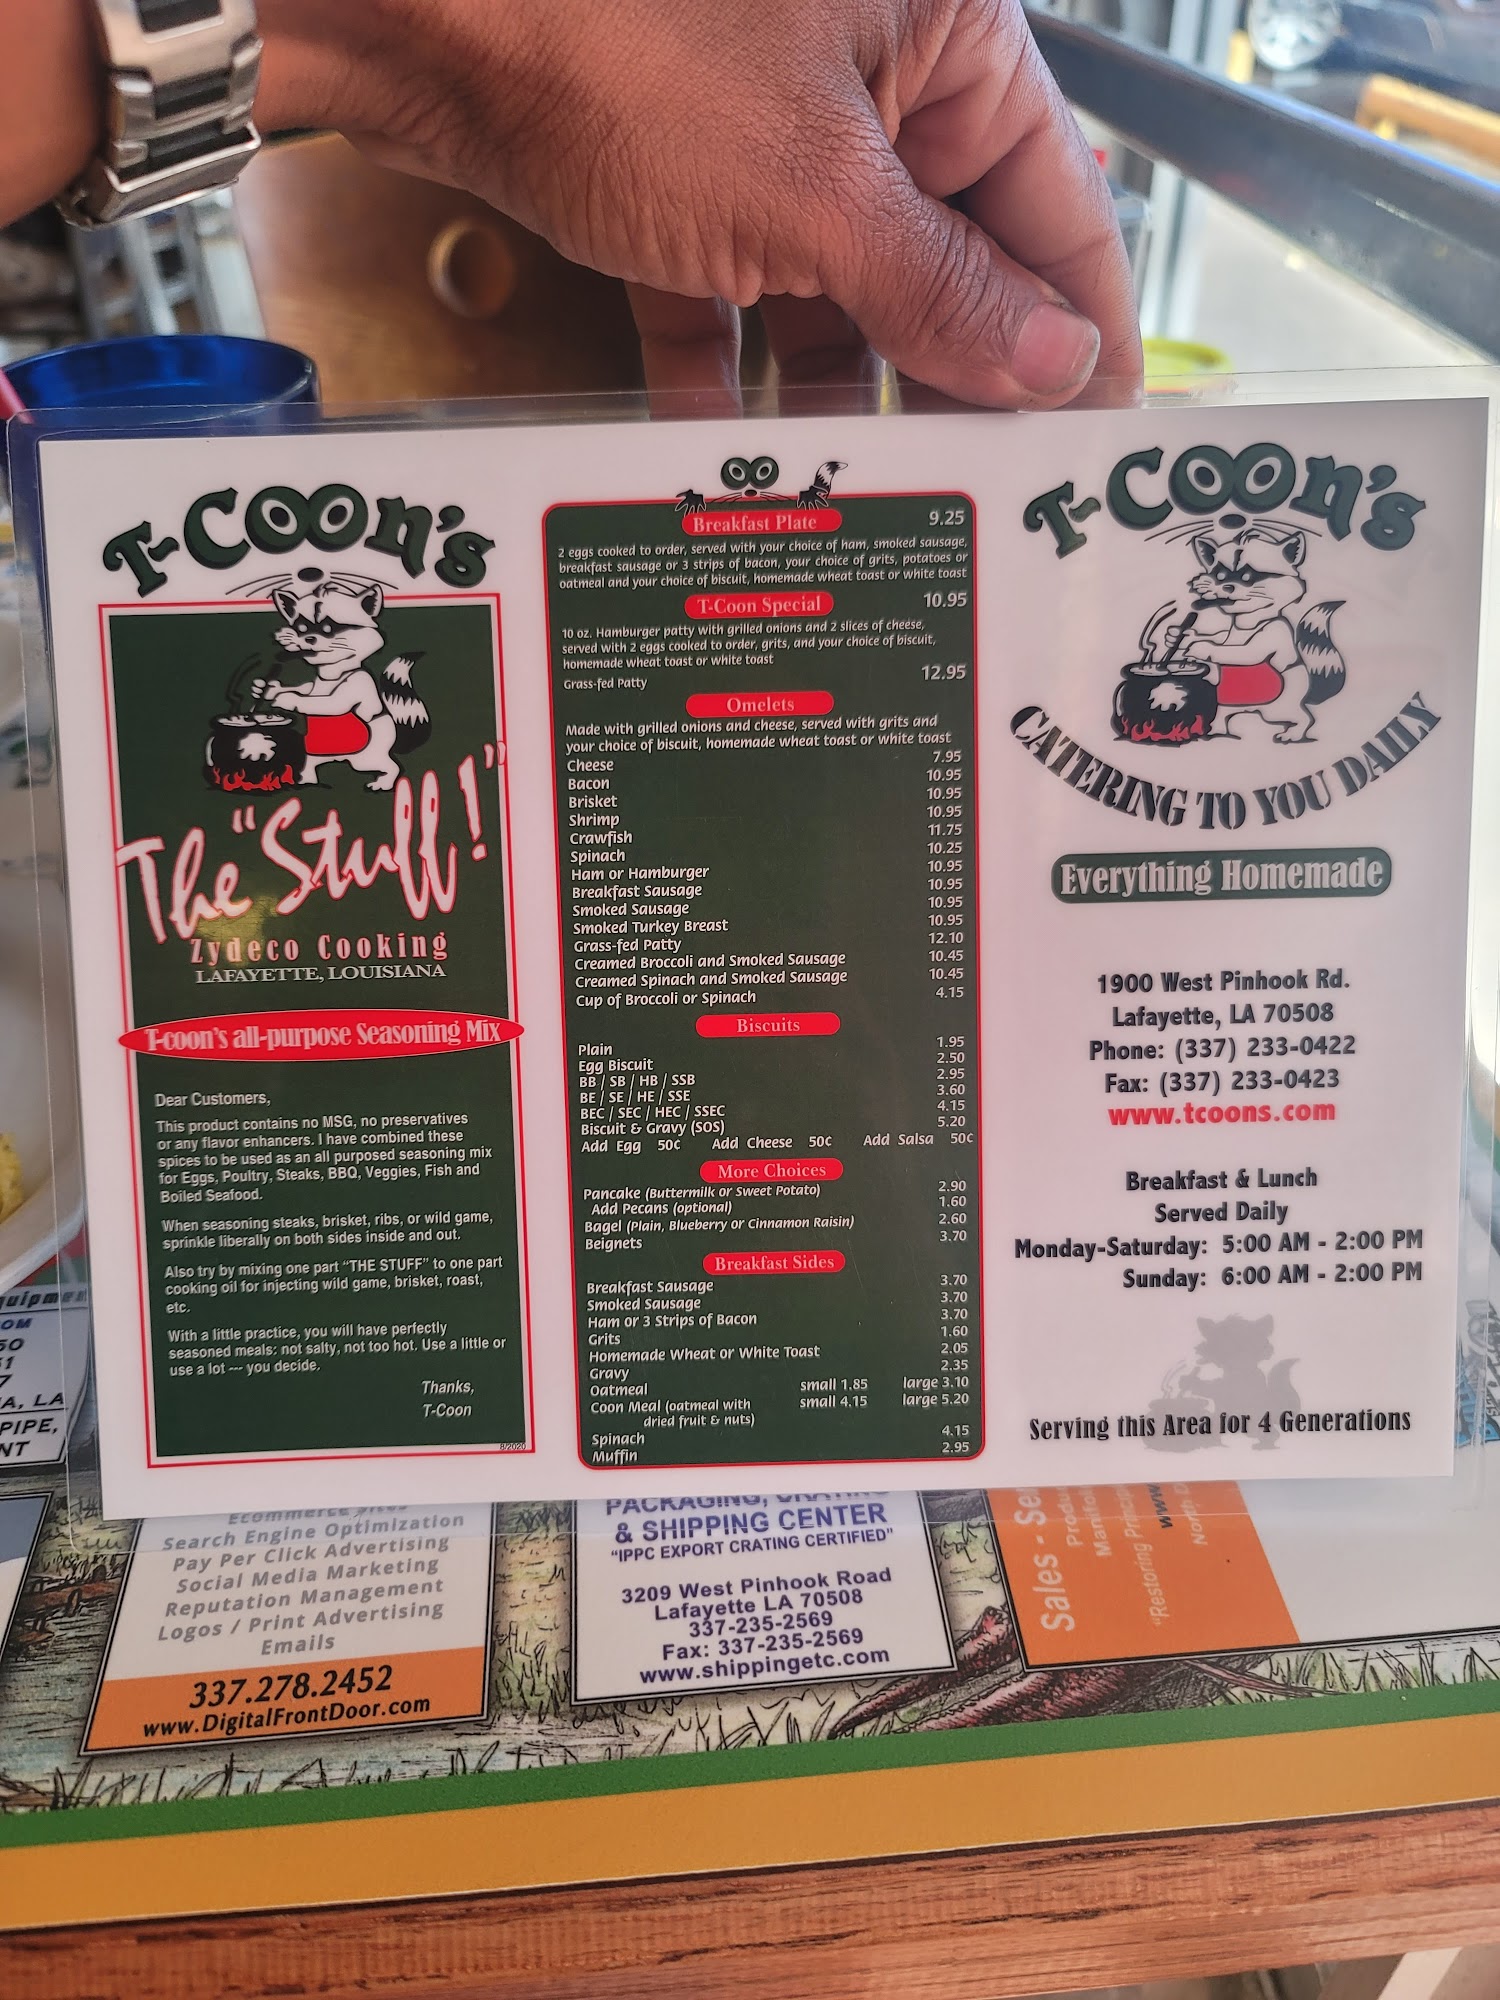 T-Coon's
The "Stuff!"
Zydeco Cooking
LAFAYETTE, LOUISIANA
T-coon's all-purpose Seasoning Mix
Dear Customers,
This product contains no MSG, no preservatives
or any flavor enhancers. I have combined these
spices to be used as an all purposed seasoning mix
for Eggs, Poultry, Steaks, BBQ, Veggies, Fish and
Boiled Seafood.
When seasoning steaks, brisket, ribs, or wild game,
sprinkle liberally on both sides inside and out.
Also try by mixing one part "THE STUFF" to one part
cooking oil for injecting wild game, brisket, roast,
etc.
With a little practice, you will have perfectly
seasoned meals: not salty, not too hot. Use a little or
use a lot --- you decide.
Thanks,
T-Coon
8/2020
Breakfast Plate 9.25
2 eggs cooked to order, served with your choice of ham, smoked sausage,
breakfast sausage or 3 strips of bacon, your choice of grits, potatoes or
oatmeal and your choice of biscuit, homemade wheat toast or white toast
T-Coon Special 10.95
10 oz. Hamburger patty with grilled onions and 2 slices of cheese,
served with 2 eggs cooked to order, grits, and your choice of biscuit,
homemade wheat toast or white toast
Grass-fed Patty 12.95
Omelets
Made with grilled onions and cheese, served with grits and
your choice of biscuit, homemade wheat toast or white toast
Cheese 7.95
Bacon 10.95
Brisket 10.95
Shrimp 10.95
Crawfish 11.75
Spinach 10.25
Ham or Hamburger 10.95
Breakfast Sausage 10.95
Smoked Sausage 10.95
Smoked Turkey Breast 10.95
Grass-fed Patty 12.10
Creamed Broccoli and Smoked Sausage 10.45
Creamed Spinach and Smoked Sausage 10.45
Cup of Broccoli or Spinach 4.15
Biscuits
Plain 1.95
Egg Biscuit 2.50
BB / SB / HB / SSB 2.95
BE / SE / HE / SSE 3.60
BEC / SEC / HEC / SSEC 4.15
Biscuit & Gravy (SOS) 5.20
Add Egg 50¢ Add Cheese 50¢ Add Salsa 50¢
More Choices
Pancake (Buttermilk or Sweet Potato) 2.90
Add Pecans (optional) 1.60
Bagel (Plain, Blueberry or Cinnamon Raisin) 2.60
Beignets 3.70
Breakfast Sides
Breakfast Sausage 3.70
Smoked Sausage 3.70
Ham or 3 Strips of Bacon 3.70
Grits 1.60
Homemade Wheat or White Toast 2.05
Gravy 2.35
Oatmeal small 1.85 large 3.10
Coon Meal (oatmeal with small 4.15 large 5.20
dried fruit & nuts)
Spinach 4.15
Muffin 2.95
T-Coon's
CATERING TO YOU DAILY
Everything Homemade
1900 West Pinhook Rd.
Lafayette, LA 70508
Phone: (337) 233-0422
Fax: (337) 233-0423
www.tcoons.com
Breakfast & Lunch
Served Daily
Monday-Saturday: 5:00 AM - 2:00 PM
Sunday: 6:00 AM - 2:00 PM
Serving this Area for 4 Generations
A, LA
PIPE,
NT
Ecommerce Sites
Search Engine Optimization
Pay Per Click Advertising
Social Media Marketing
Reputation Management
Logos / Print Advertising
Emails
337.278.2452
www.DigitalFrontDoor.com
PACKAGING, CRATING
& SHIPPING CENTER
"IPPC EXPORT CRATING CERTIFIED"
3209 West Pinhook Road
Lafayette LA 70508
337-235-2569
Fax: 337-235-2569
www.shippingetc.com
Sales - Se
Produ
Manito
"Restoring Princip
www.
North D